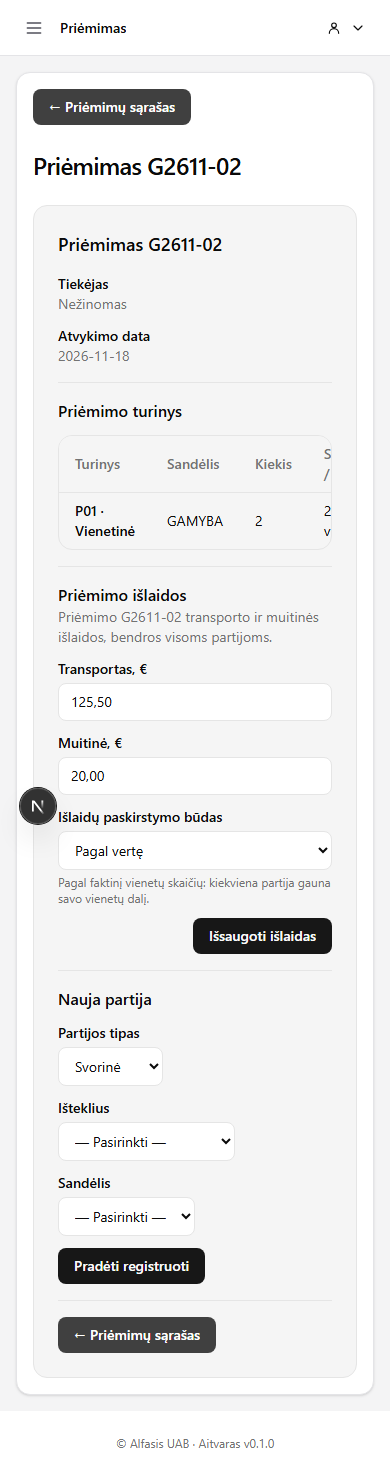 Priėmimas
← Priėmimų sąrašas
Priėmimas G2611-02
Priėmimas G2611-02
Tiekėjas
Nežinomas
Atvykimo data
2026-11-18
Priėmimo turinys
Turinys Sandėlis Kiekis S
/
P01 · Vienetinė GAMYBA 2 2
v
Priėmimo išlaidos
Priėmimo G2611-02 transporto ir muitinės
išlaidos, bendros visoms partijoms.
Transportas, €
125,50
Muitinė, €
20,00
N
Išlaidų paskirstymo būdas
Pagal vertę
Pagal faktinį vienetų skaičių: kiekviena partija gauna
savo vienetų dalį.
Išsaugoti išlaidas
Nauja partija
Partijos tipas
Svorinė
Išteklius
— Pasirinkti —
Sandėlis
— Pasirinkti —
Pradėti registruoti
← Priėmimų sąrašas
© Alfasis UAB · Aitvaras v0.1.0